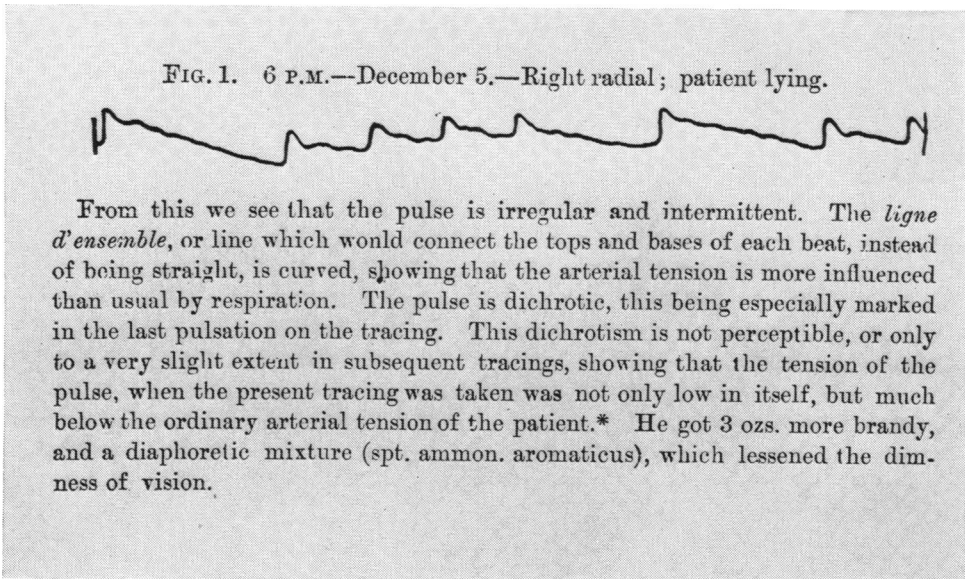 Fig. 1. 6 P.M.—December 5.—Right radial; patient lying.
From this we see that the pulse is irregular and intermittent. The ligne
d'ensemble, or line which would connect the tops and bases of each beat, instead
of being straight, is curved, showing that the arterial tension is more influenced
than usual by respiration. The pulse is dichrotic, this being especially marked
in the last pulsation on the tracing. This dichrotism is not perceptible, or only
to a very slight extent in subsequent tracings, showing that the tension of the
pulse, when the present tracing was taken was not only low in itself, but much
below the ordinary arterial tension of the patient.* He got 3 ozs. more brandy,
and a diaphoretic mixture (spt. ammon. aromaticus), which lessened the dim-
ness of vision.